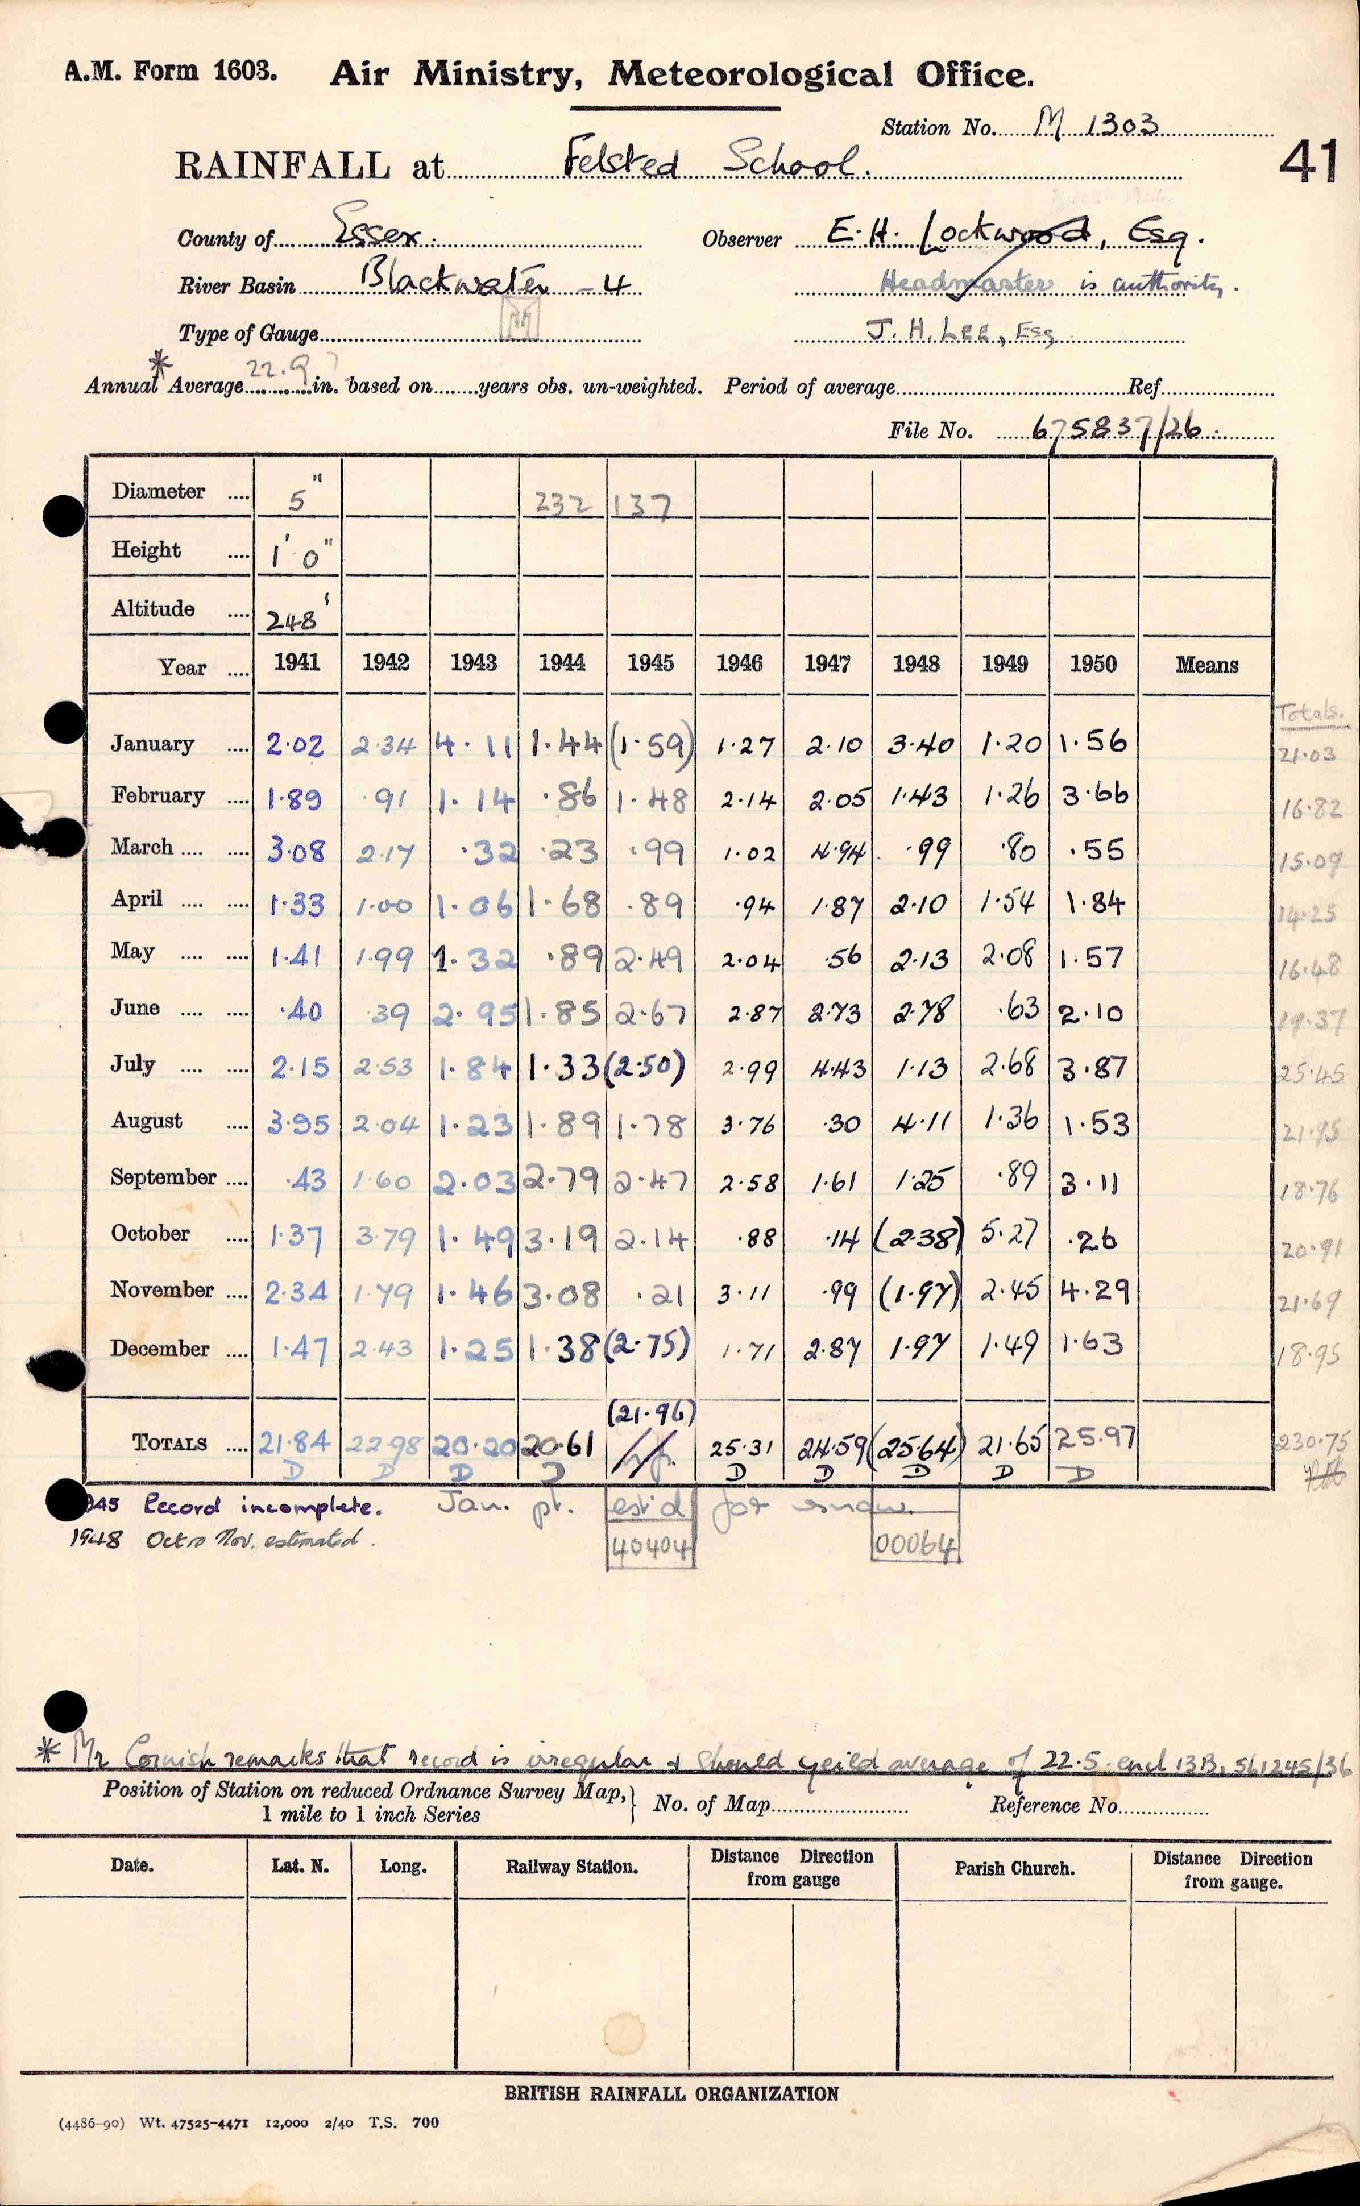 A.M. Form 1603. Air Ministry, Meteorological Office.
Station No. M 1303
41
RAINFALL at Felsted School.
County of Essex. Observer E. H. Lockwood, Esq.
River Basin Blackwater - 4 Headmaster is authority.
Type of Gauge J. H. LEE, Esq
* Annual Average 22.9 in. based on years obs. un-weighted. Period of average Ref.
File No. 675837/26.
Diameter .... 5" 232 137
Height .... 1' 0"
Altitude .... 248'
Year .... 1941 1942 1943 1944 1945 1946 1947 1948 1949 1950 Means
Totals.
January .... 2.02 2.34 4.11 1.44 (1.59) 1.27 2.10 3.40 1.20 1.56 21.03
February .... 1.89 .91 1.14 .86 1.48 2.14 2.05 1.43 1.26 3.66 16.82
March .... .... 3.08 2.17 .32 .23 .99 1.02 4.94 .99 .80 .55 15.09
April .... .... 1.33 1.00 1.06 1.68 .89 .94 1.87 2.10 1.54 1.84 14.25
May .... .... 1.41 1.99 1.32 .89 2.49 2.04 .56 2.13 2.08 1.57 16.48
June .... .... .40 .39 2.95 1.85 2.67 2.87 2.73 2.78 .63 2.10 19.37
July .... .... 2.15 2.53 1.84 1.33 (2.50) 2.99 4.43 1.13 2.68 3.87 25.45
August .... 3.95 2.04 1.23 1.89 1.78 3.76 .30 4.11 1.36 1.53 21.95
September .... .43 1.60 2.03 2.79 2.47 2.58 1.61 1.25 .89 3.11 18.76
October .... 1.37 3.79 1.49 3.19 2.14 .88 .14 (2.38) 5.27 .26 20.91
November .... 2.34 1.79 1.46 3.08 .21 3.11 .99 (1.97) 2.45 4.29 21.69
December .... 1.47 2.43 1.25 1.38 (2.75) 1.71 2.87 1.97 1.49 1.63 18.95
(21.96)
TOTALS .... 21.84 22.98 20.20 20.61 25.31 24.59 (25.64) 21.65 25.97 230.75
D D D D D D D D D
945 Record incomplete. Jan. pt. est'd for snow.
1948 Oct & Nov. estimated. 40404 00064
* Mr Cornish remarks that record is irregular & should yeild average of 22.5. encl 13B, 561245/36
Position of Station on reduced Ordnance Survey Map, 1 mile to 1 inch Series } No. of Map Reference No.
Date. Lat. N. Long. Railway Station. Distance Direction from gauge Parish Church. Distance Direction from gauge.
BRITISH RAINFALL ORGANIZATION
(4486-90) Wt. 47525-4471 12,000 2/40 T.S. 700